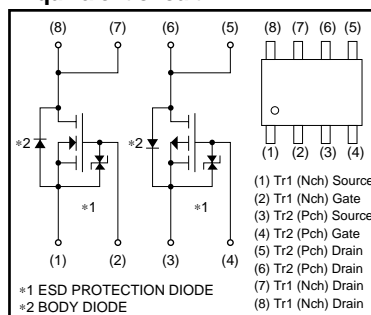 (8) (7) (6) (5)
(8) (7) (6) (5)
∗2 ∗2
∗1 ∗1
(1) (2) (3) (4)
(1) (2) (3) (4)
(1) Tr1 (Nch) Source
(2) Tr1 (Nch) Gate
(3) Tr2 (Pch) Source
(4) Tr2 (Pch) Gate
(5) Tr2 (Pch) Drain
(6) Tr2 (Pch) Drain
(7) Tr1 (Nch) Drain
(8) Tr1 (Nch) Drain
∗1 ESD PROTECTION DIODE
∗2 BODY DIODE